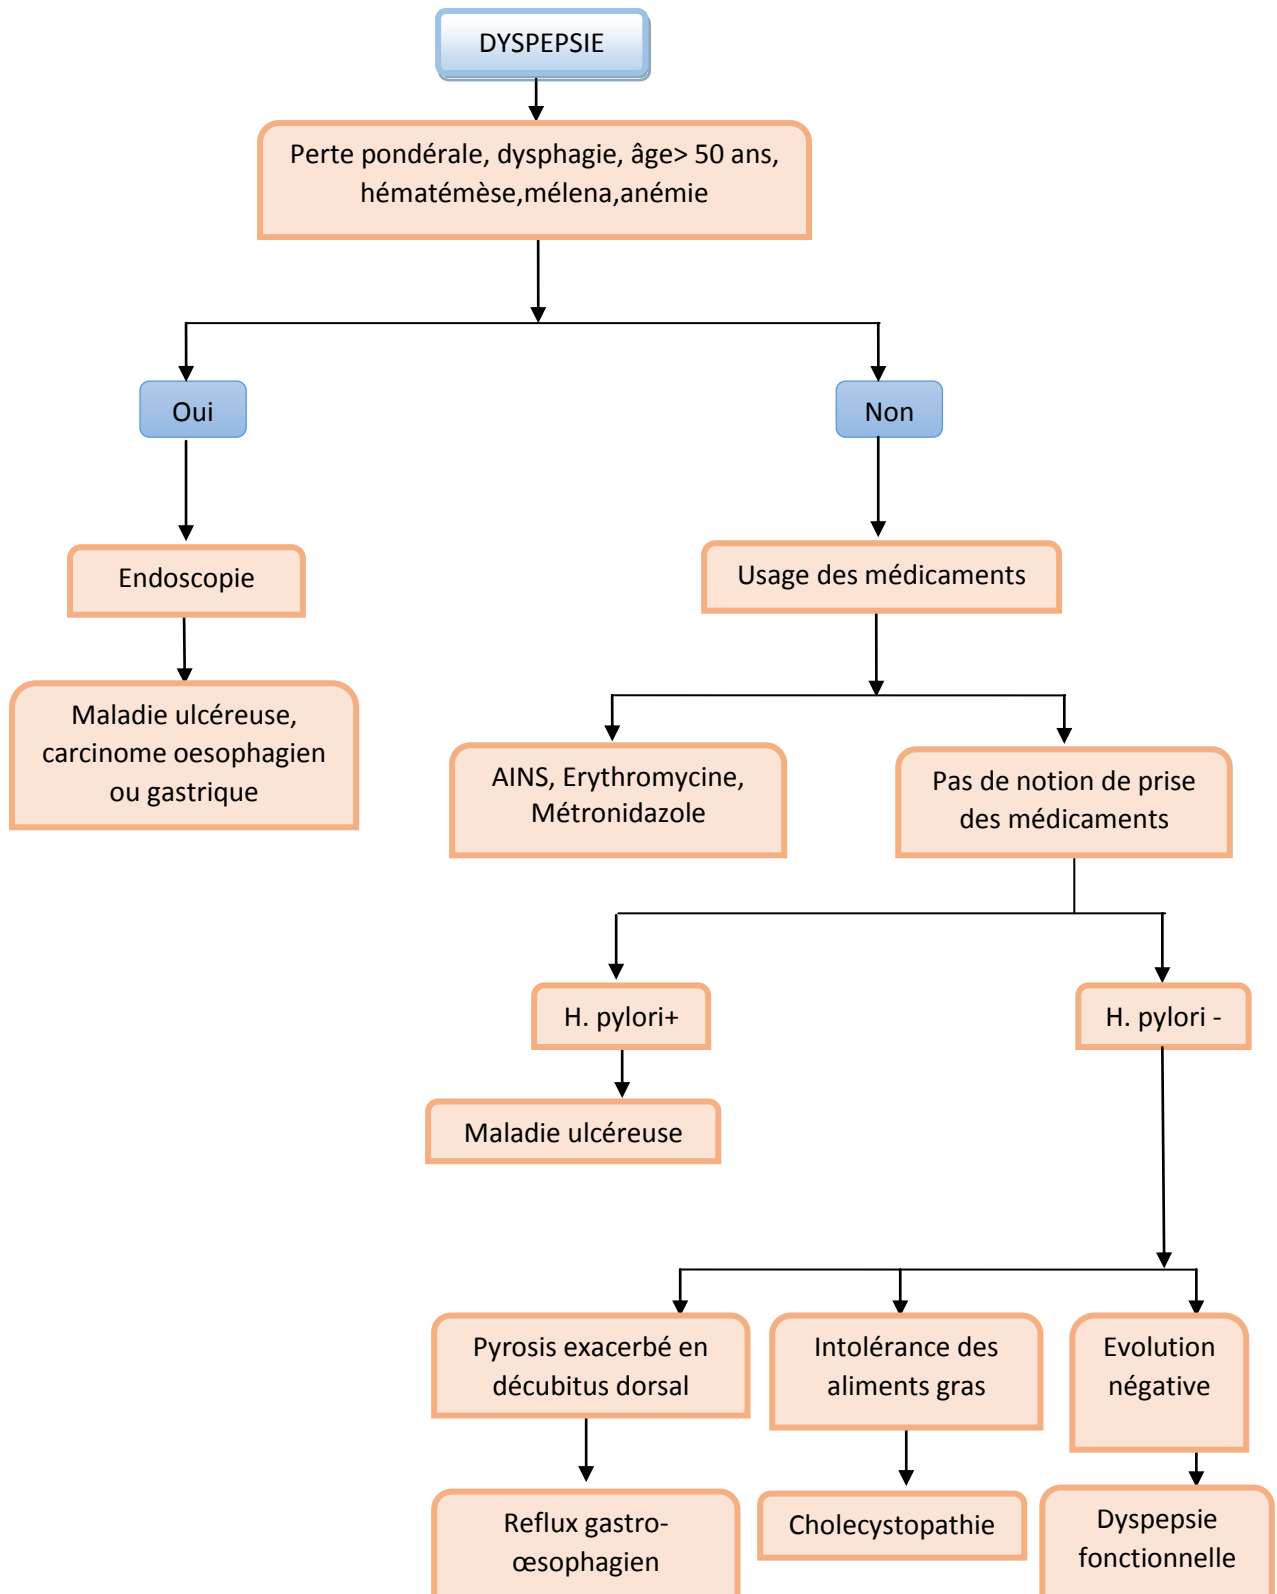 DYSPEPSIE
Perte pondérale, dysphagie, âge> 50 ans,
hématémèse,mélena,anémie
Oui
Non
Endoscopie
Usage des médicaments
Maladie ulcéreuse,
carcinome oesophagien
ou gastrique
AINS, Erythromycine,
Métronidazole
Pas de notion de prise
des médicaments
H. pylori+
H. pylori -
Maladie ulcéreuse
Pyrosis exacerbé en
décubitus dorsal
Intolérance des
aliments gras
Evolution
négative
Reflux gastro-
œsophagien
Cholecystopathie
Dyspepsie
fonctionnelle